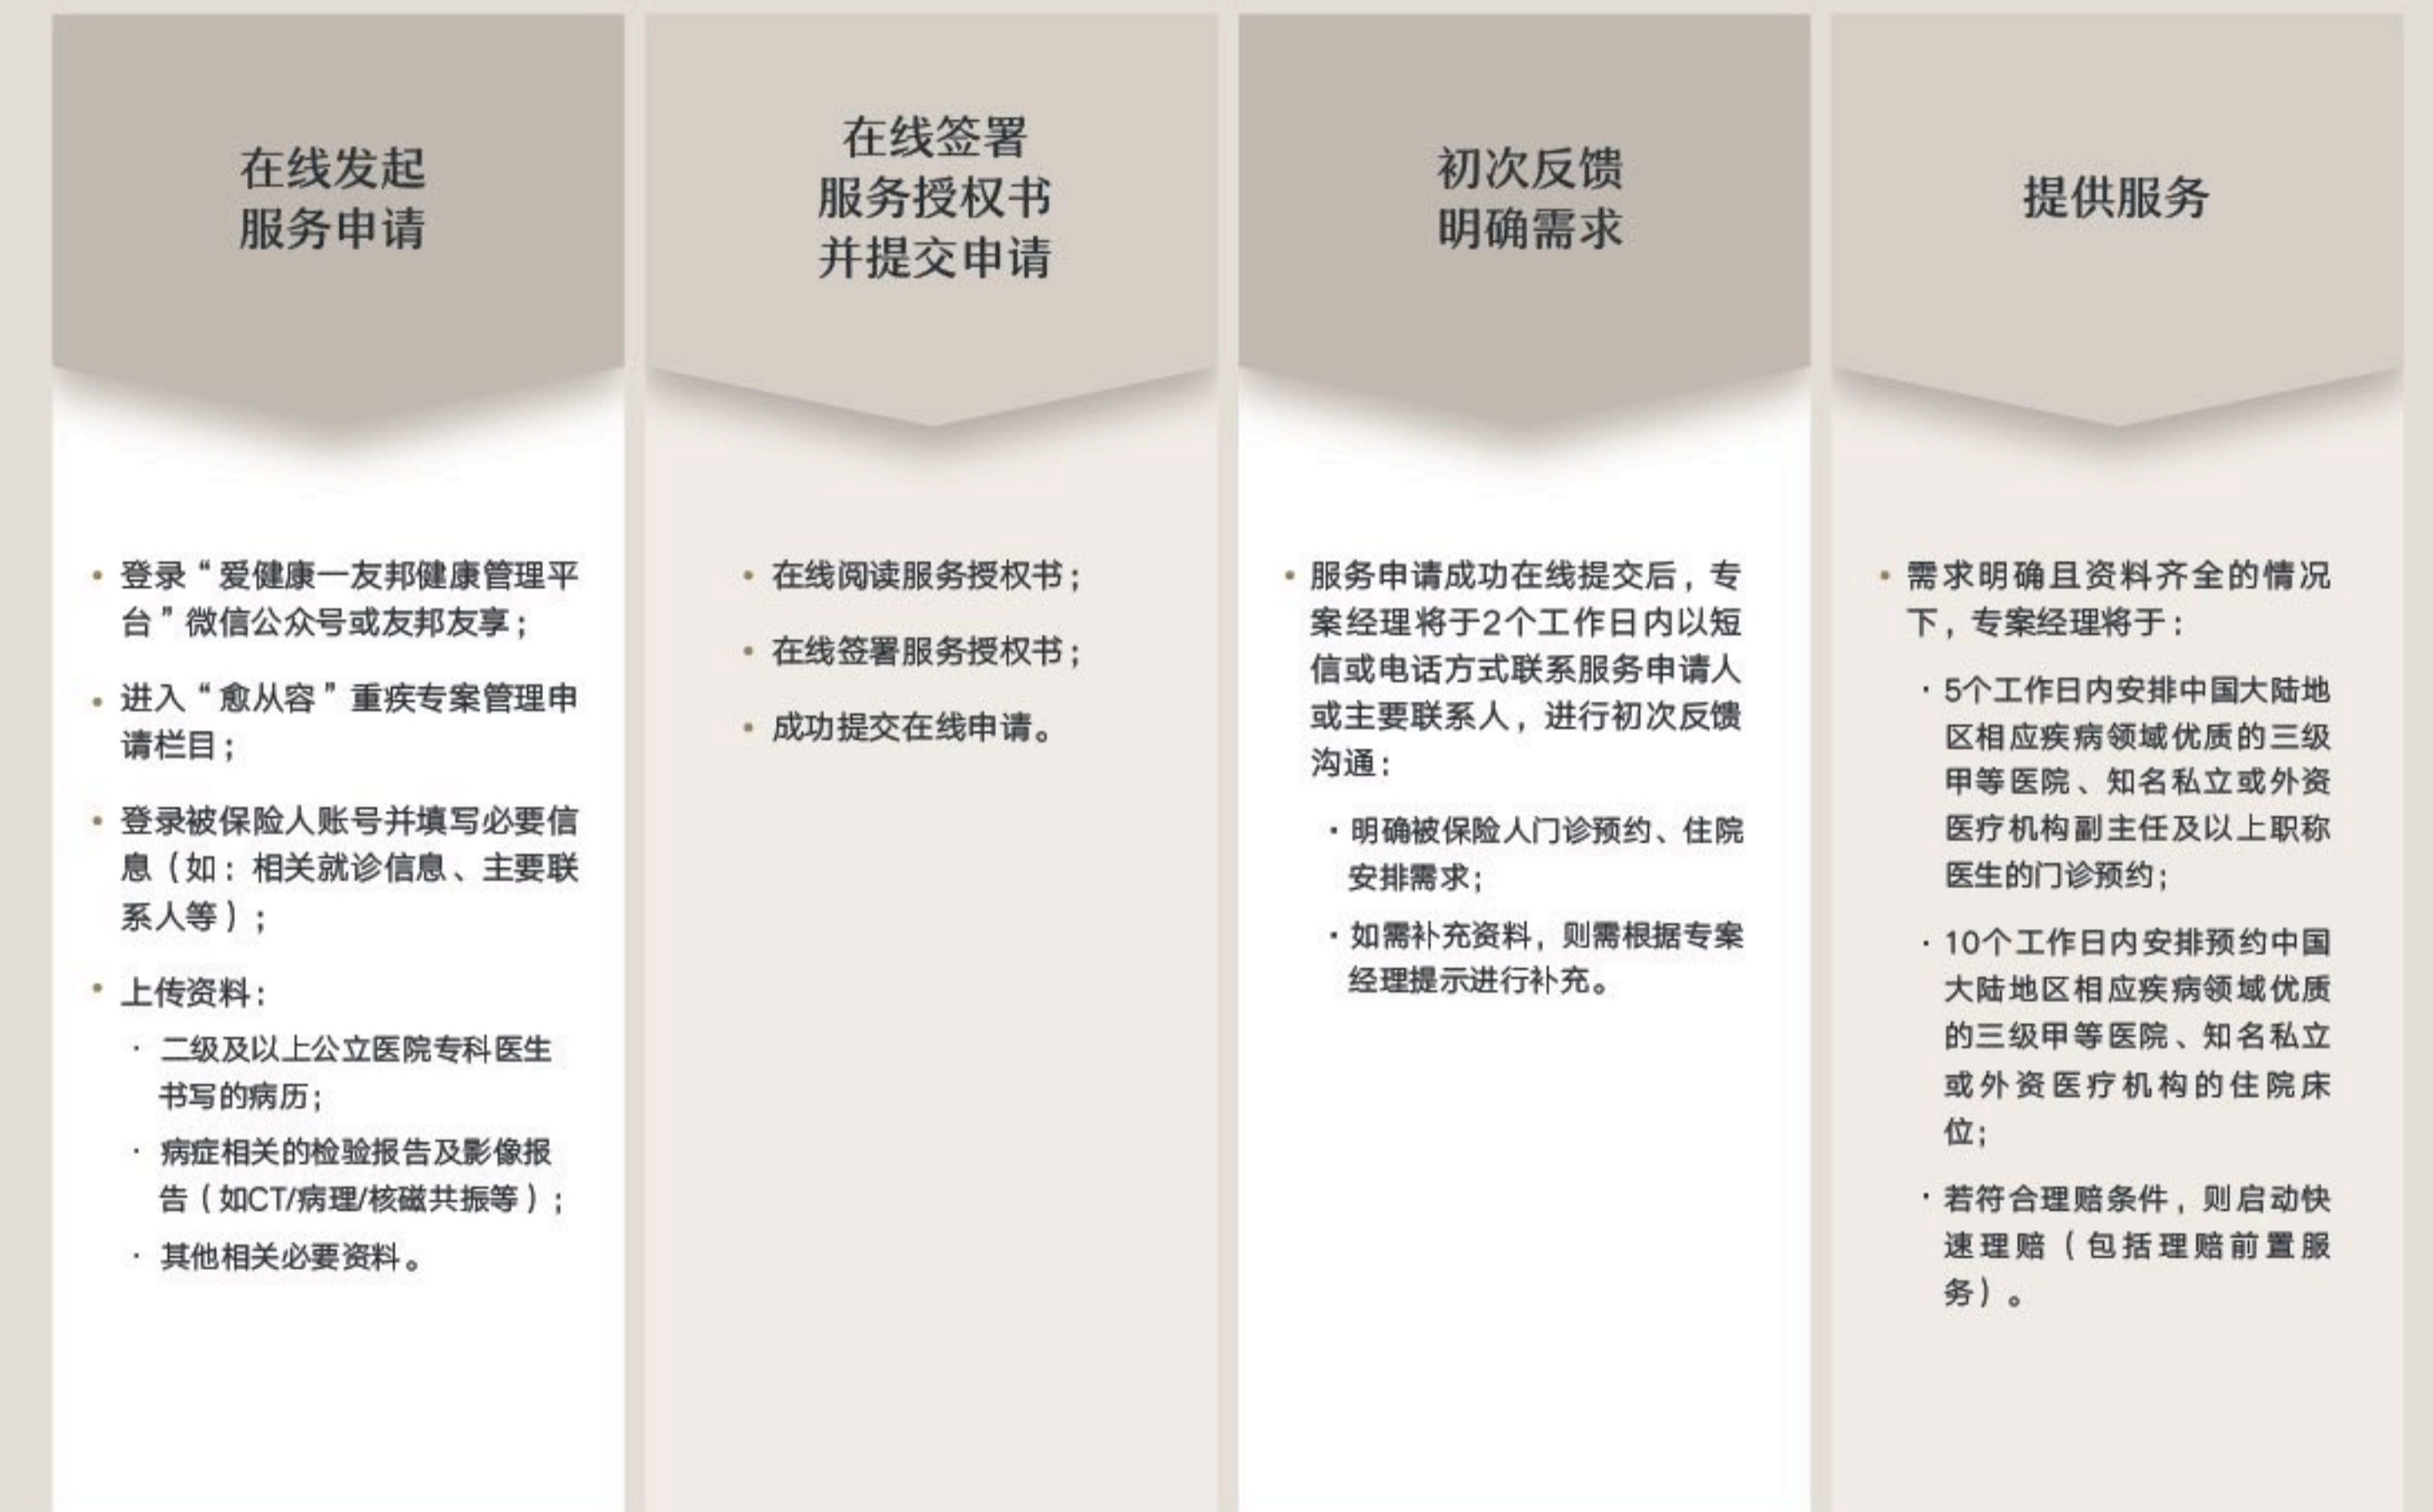 在线发起
服务申请
• 登录“爱健康—友邦健康管理平
台”微信公众号或友邦友享；
• 进入“愈从容”重疾专案管理申
请栏目；
• 登录被保险人账号并填写必要信
息（如：相关就诊信息、主要联
系人等）；
• 上传资料：
· 二级及以上公立医院专科医生
书写的病历；
· 病症相关的检验报告及影像报
告（如CT/病理/核磁共振等）；
· 其他相关必要资料。
在线签署
服务授权书
并提交申请
• 在线阅读服务授权书；
• 在线签署服务授权书；
• 成功提交在线申请。
初次反馈
明确需求
• 服务申请成功在线提交后，专
案经理将于2个工作日内以短
信或电话方式联系服务申请人
或主要联系人，进行初次反馈
沟通：
· 明确被保险人门诊预约、住院
安排需求；
· 如需补充资料，则需根据专案
经理提示进行补充。
提供服务
• 需求明确且资料齐全的情况
下，专案经理将于：
· 5个工作日内安排中国大陆地
区相应疾病领域优质的三级
甲等医院、知名私立或外资
医疗机构副主任及以上职称
医生的门诊预约；
· 10个工作日内安排预约中国
大陆地区相应疾病领域优质
的三级甲等医院、知名私立
或外资医疗机构的住院床
位；
· 若符合理赔条件，则启动快
速理赔（包括理赔前置服
务）。